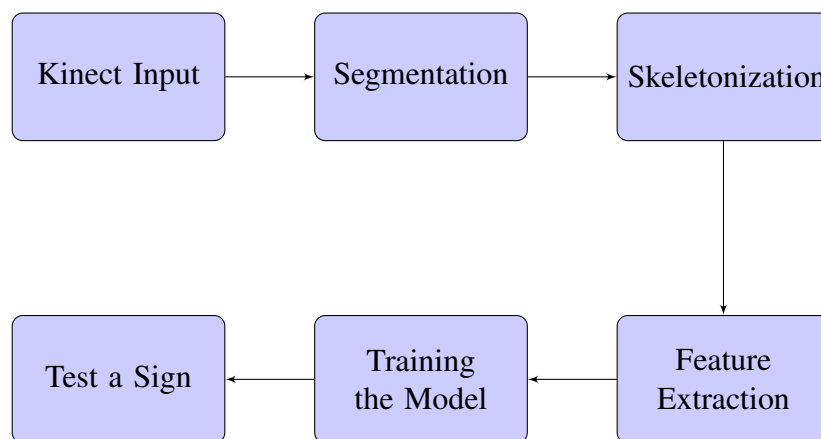 Kinect Input
Segmentation
Skeletonization
Feature
Extraction
Training
the Model
Test a Sign